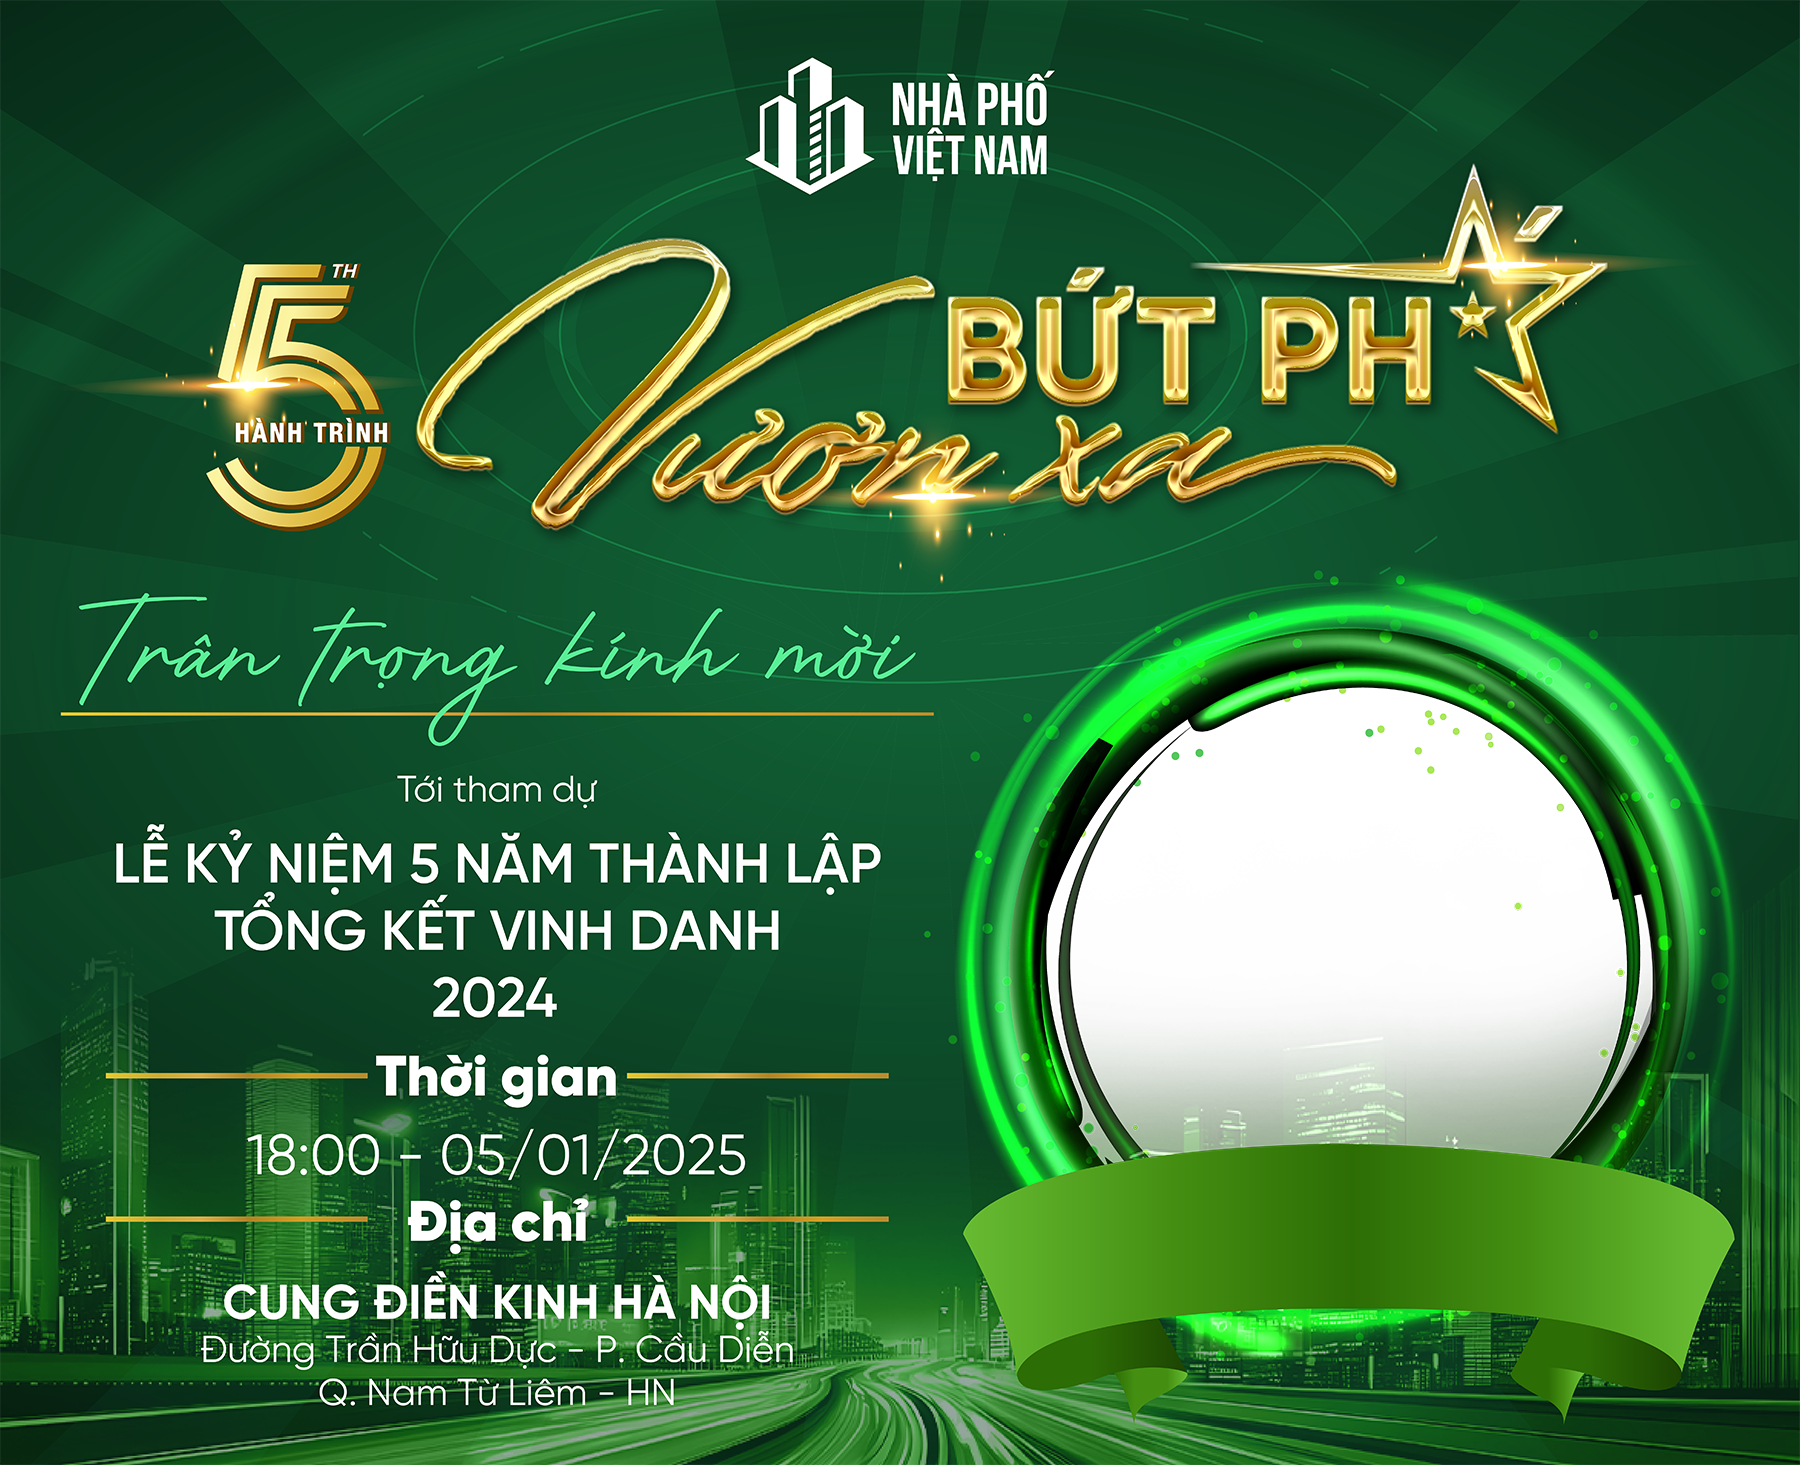 NHÀ PHỐ
VIỆT NAM
5TH
HÀNH TRÌNH
BỨT PHÁ
Vươn xa
Trân trọng kính mời
Tới tham dự
LỄ KỶ NIỆM 5 NĂM THÀNH LẬP
TỔNG KẾT VINH DANH
2024
Thời gian
18:00 - 05/01/2025
Địa chỉ
CUNG ĐIỀN KINH HÀ NỘI
Đường Trần Hữu Dực - P. Cầu Diễn
Q. Nam Từ Liêm - HN